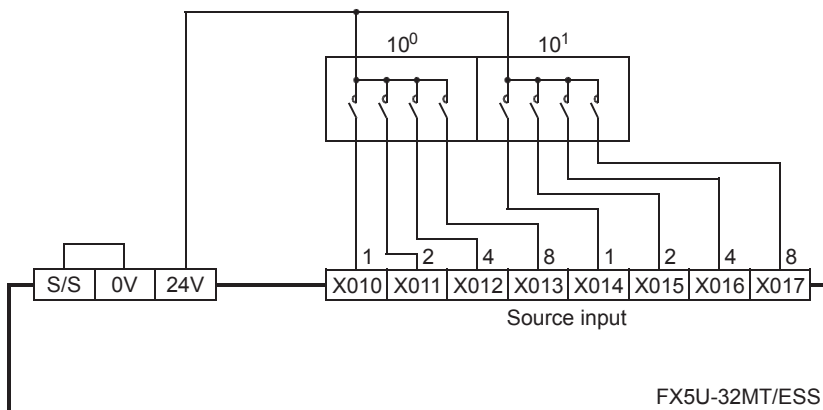 10⁰ 10¹
1 2 4 8 1 2 4 8
S/S 0V 24V X010 X011 X012 X013 X014 X015 X016 X017
Source input
FX5U-32MT/ESS